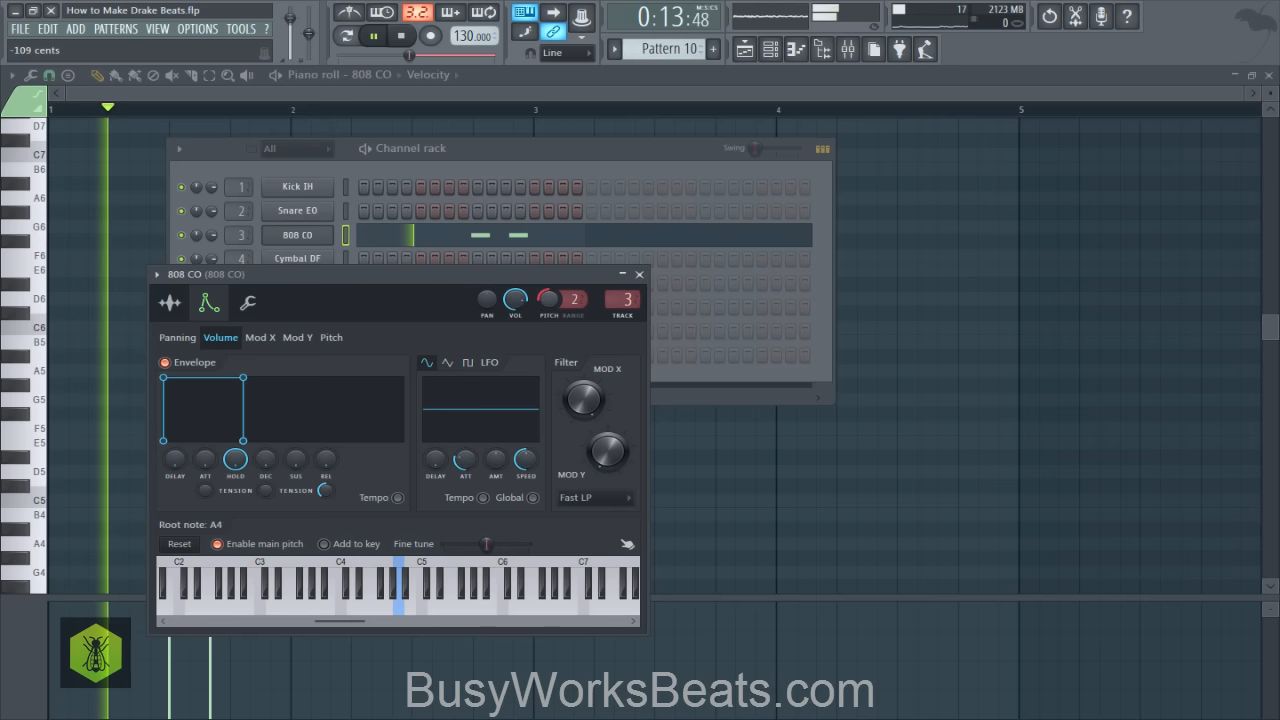 How to Make Drake Beats.flp
FILE EDIT ADD PATTERNS VIEW OPTIONS TOOLS ?
-109 cents
3.2.
130.000
Line
0:13:48
M:S:CS
Pattern 10
17
2123 MB
0
Piano roll - 808 CO Velocity
1 2 3 4 5
D7
C7
B6
A6
G6
F6
E6
D6
C6
B5
A5
G5
F5
E5
D5
C5
B4
A4
G4
All Channel rack Swing
1 Kick IH
2 Snare EO
3 808 CO
4 Cymbal DF
808 CO (808 CO)
2 3
PAN VOL PITCH RANGE TRACK
Panning Volume Mod X Mod Y Pitch
Envelope LFO Filter
MOD X
DELAY ATT HOLD DEC SUS REL
DELAY ATT AMT SPEED
MOD Y
TENSION TENSION
Tempo
Tempo Global
Fast LP
Root note: A4
Reset Enable main pitch Add to key Fine tune
C2 C3 C4 C5 C6 C7
BusyWorksBeats.com